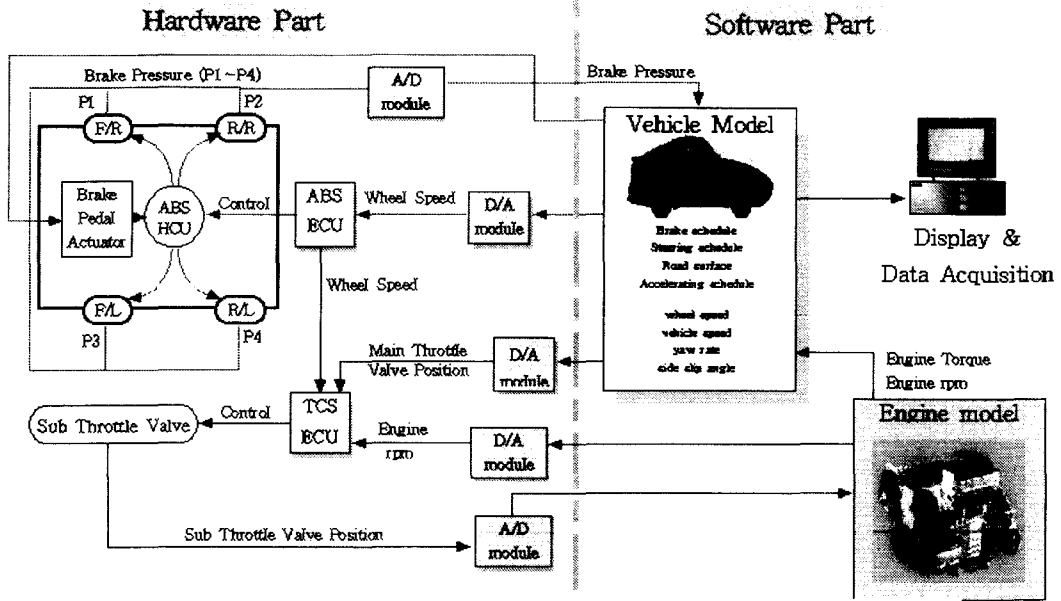 Hardware Part
Software Part
Brake Pressure (P1~P4)
P1
P2
A/D
module
Brake Pressure
F/R
R/R
Vehicle Model
Brake
Pedal
Actuator
ABS
HCU
Control
ABS
ECU
Wheel Speed
D/A
module
Brake schedule
Steering schedule
Road surface
Accelerating schedule
wheel speed
vehicle speed
yaw rate
side slip angle
Display &
Data Acquisition
Wheel Speed
F/L
R/L
P3
P4
Main Throttle
Valve Position
D/A
module
Engine Torque
Engine rpm
Engine model
Sub Throttle Valve
Control
TCS
ECU
Engine
rpm
D/A
module
Sub Throttle Valve Position
A/D
module